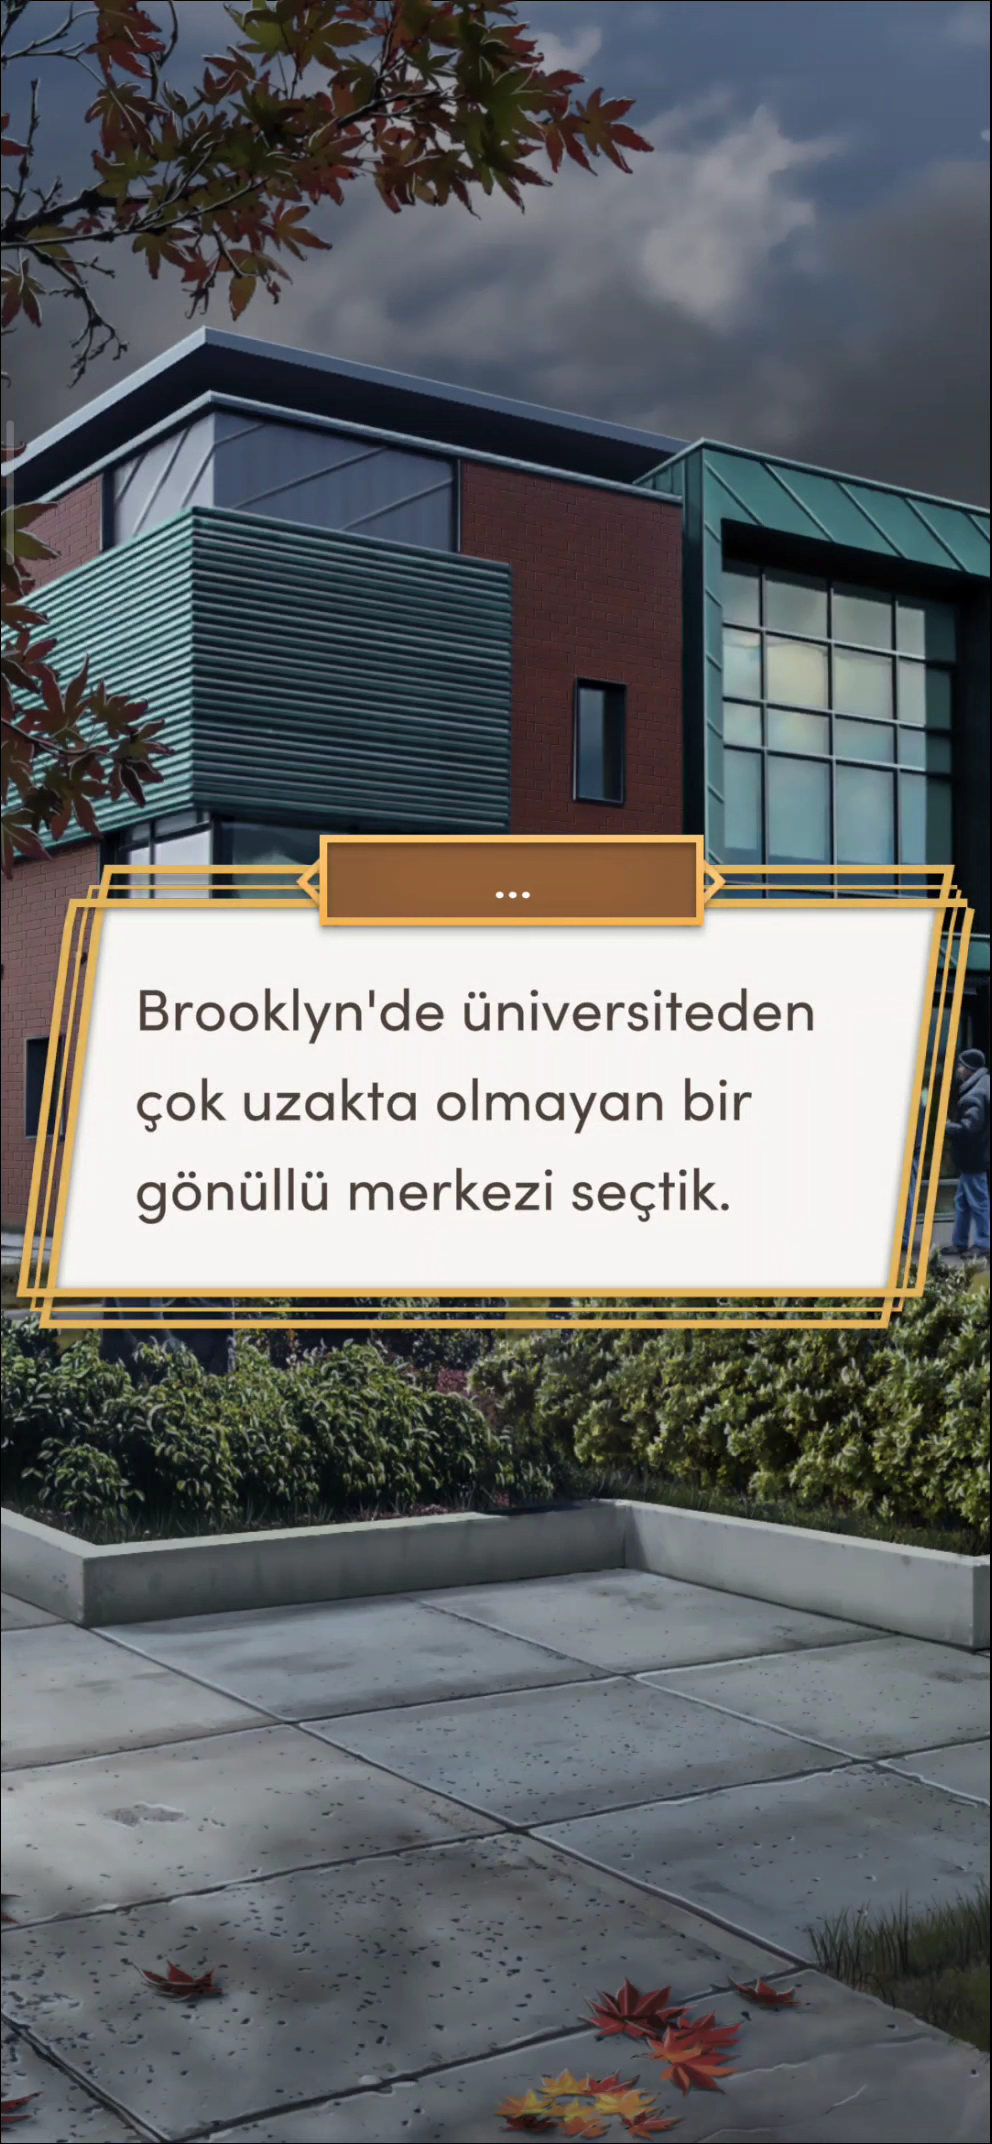 ...
Brooklyn'de üniversiteden
çok uzakta olmayan bir
gönüllü merkezi seçtik.